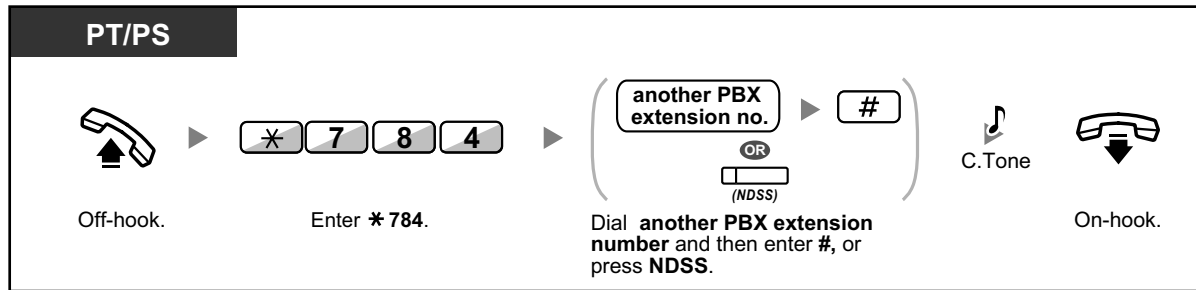 PT/PS
another PBX
extension no.
#
OR
(NDSS)
* 7 8 4
C.Tone
Off-hook.
Enter * 784.
Dial another PBX extension
number and then enter #, or
press NDSS.
On-hook.